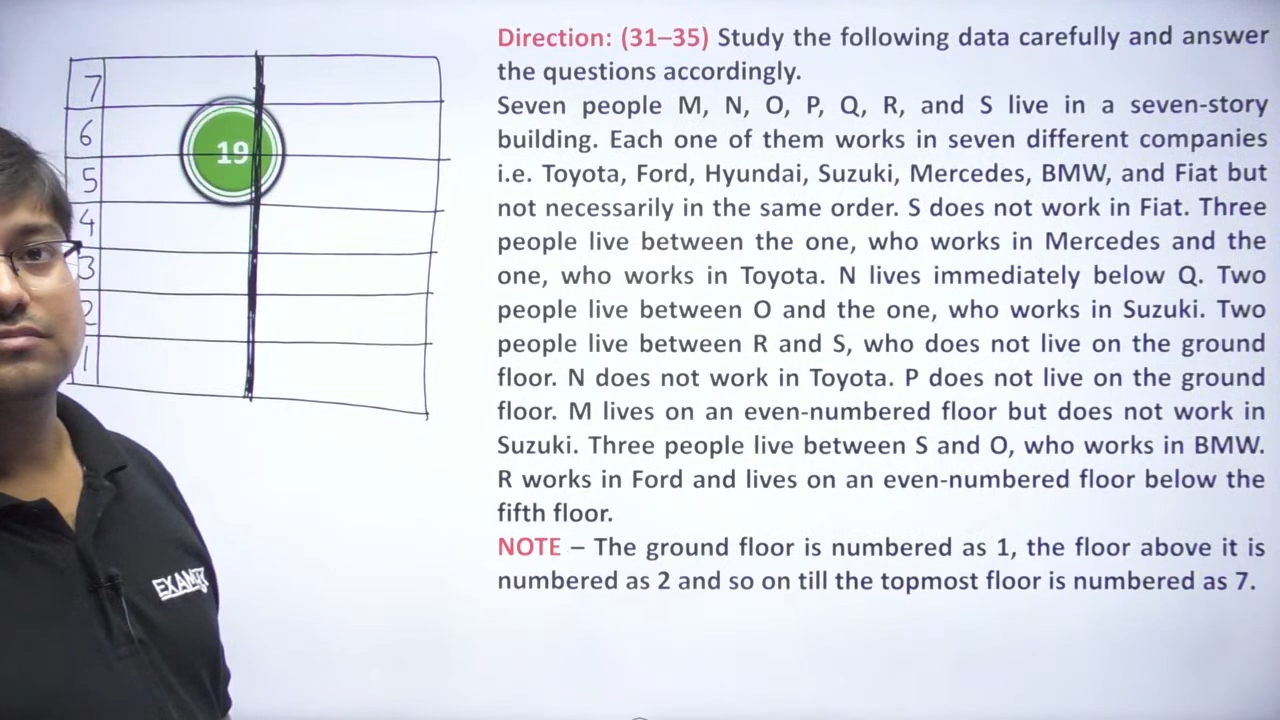 Direction: (31–35) Study the following data carefully and answer
the questions accordingly.
Seven people M, N, O, P, Q, R, and S live in a seven-story
building. Each one of them works in seven different companies
i.e. Toyota, Ford, Hyundai, Suzuki, Mercedes, BMW, and Fiat but
not necessarily in the same order. S does not work in Fiat. Three
people live between the one, who works in Mercedes and the
one, who works in Toyota. N lives immediately below Q. Two
people live between O and the one, who works in Suzuki. Two
people live between R and S, who does not live on the ground
floor. N does not work in Toyota. P does not live on the ground
floor. M lives on an even-numbered floor but does not work in
Suzuki. Three people live between S and O, who works in BMW.
R works in Ford and lives on an even-numbered floor below the
fifth floor.
NOTE – The ground floor is numbered as 1, the floor above it is
numbered as 2 and so on till the topmost floor is numbered as 7.
7
6
19
5
4
3
2
1